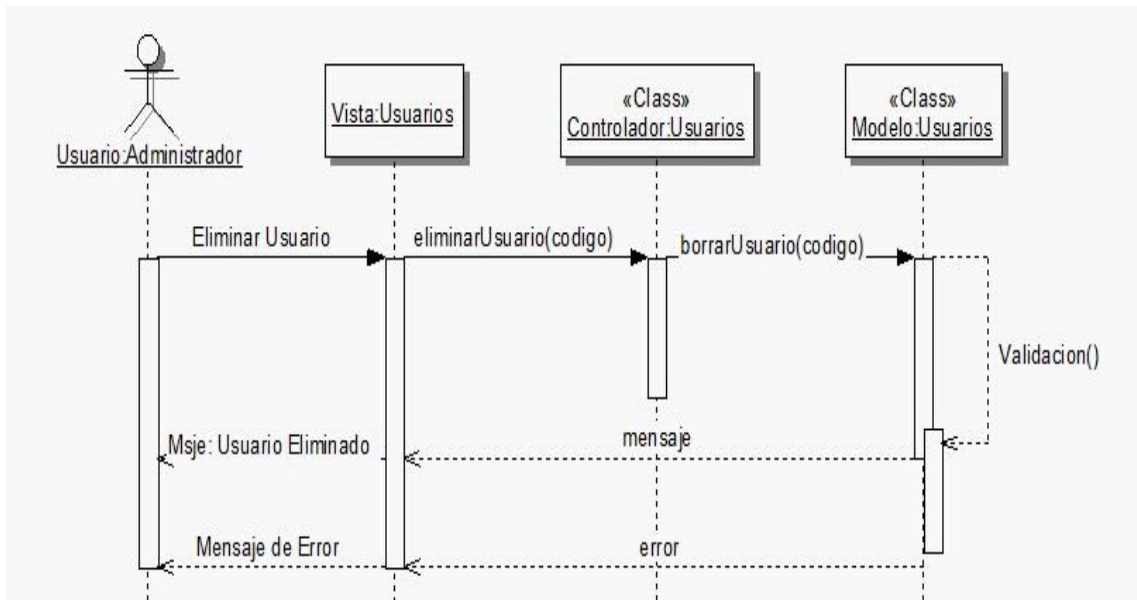 Usuario:Administrador
Vista:Usuarios
«Class»
Controlador:Usuarios
«Class»
Modelo:Usuarios
Eliminar Usuario
eliminarUsuario(codigo)
borrarUsuario(codigo)
Validacion()
Msje: Usuario Eliminado
mensaje
Mensaje de Error
error